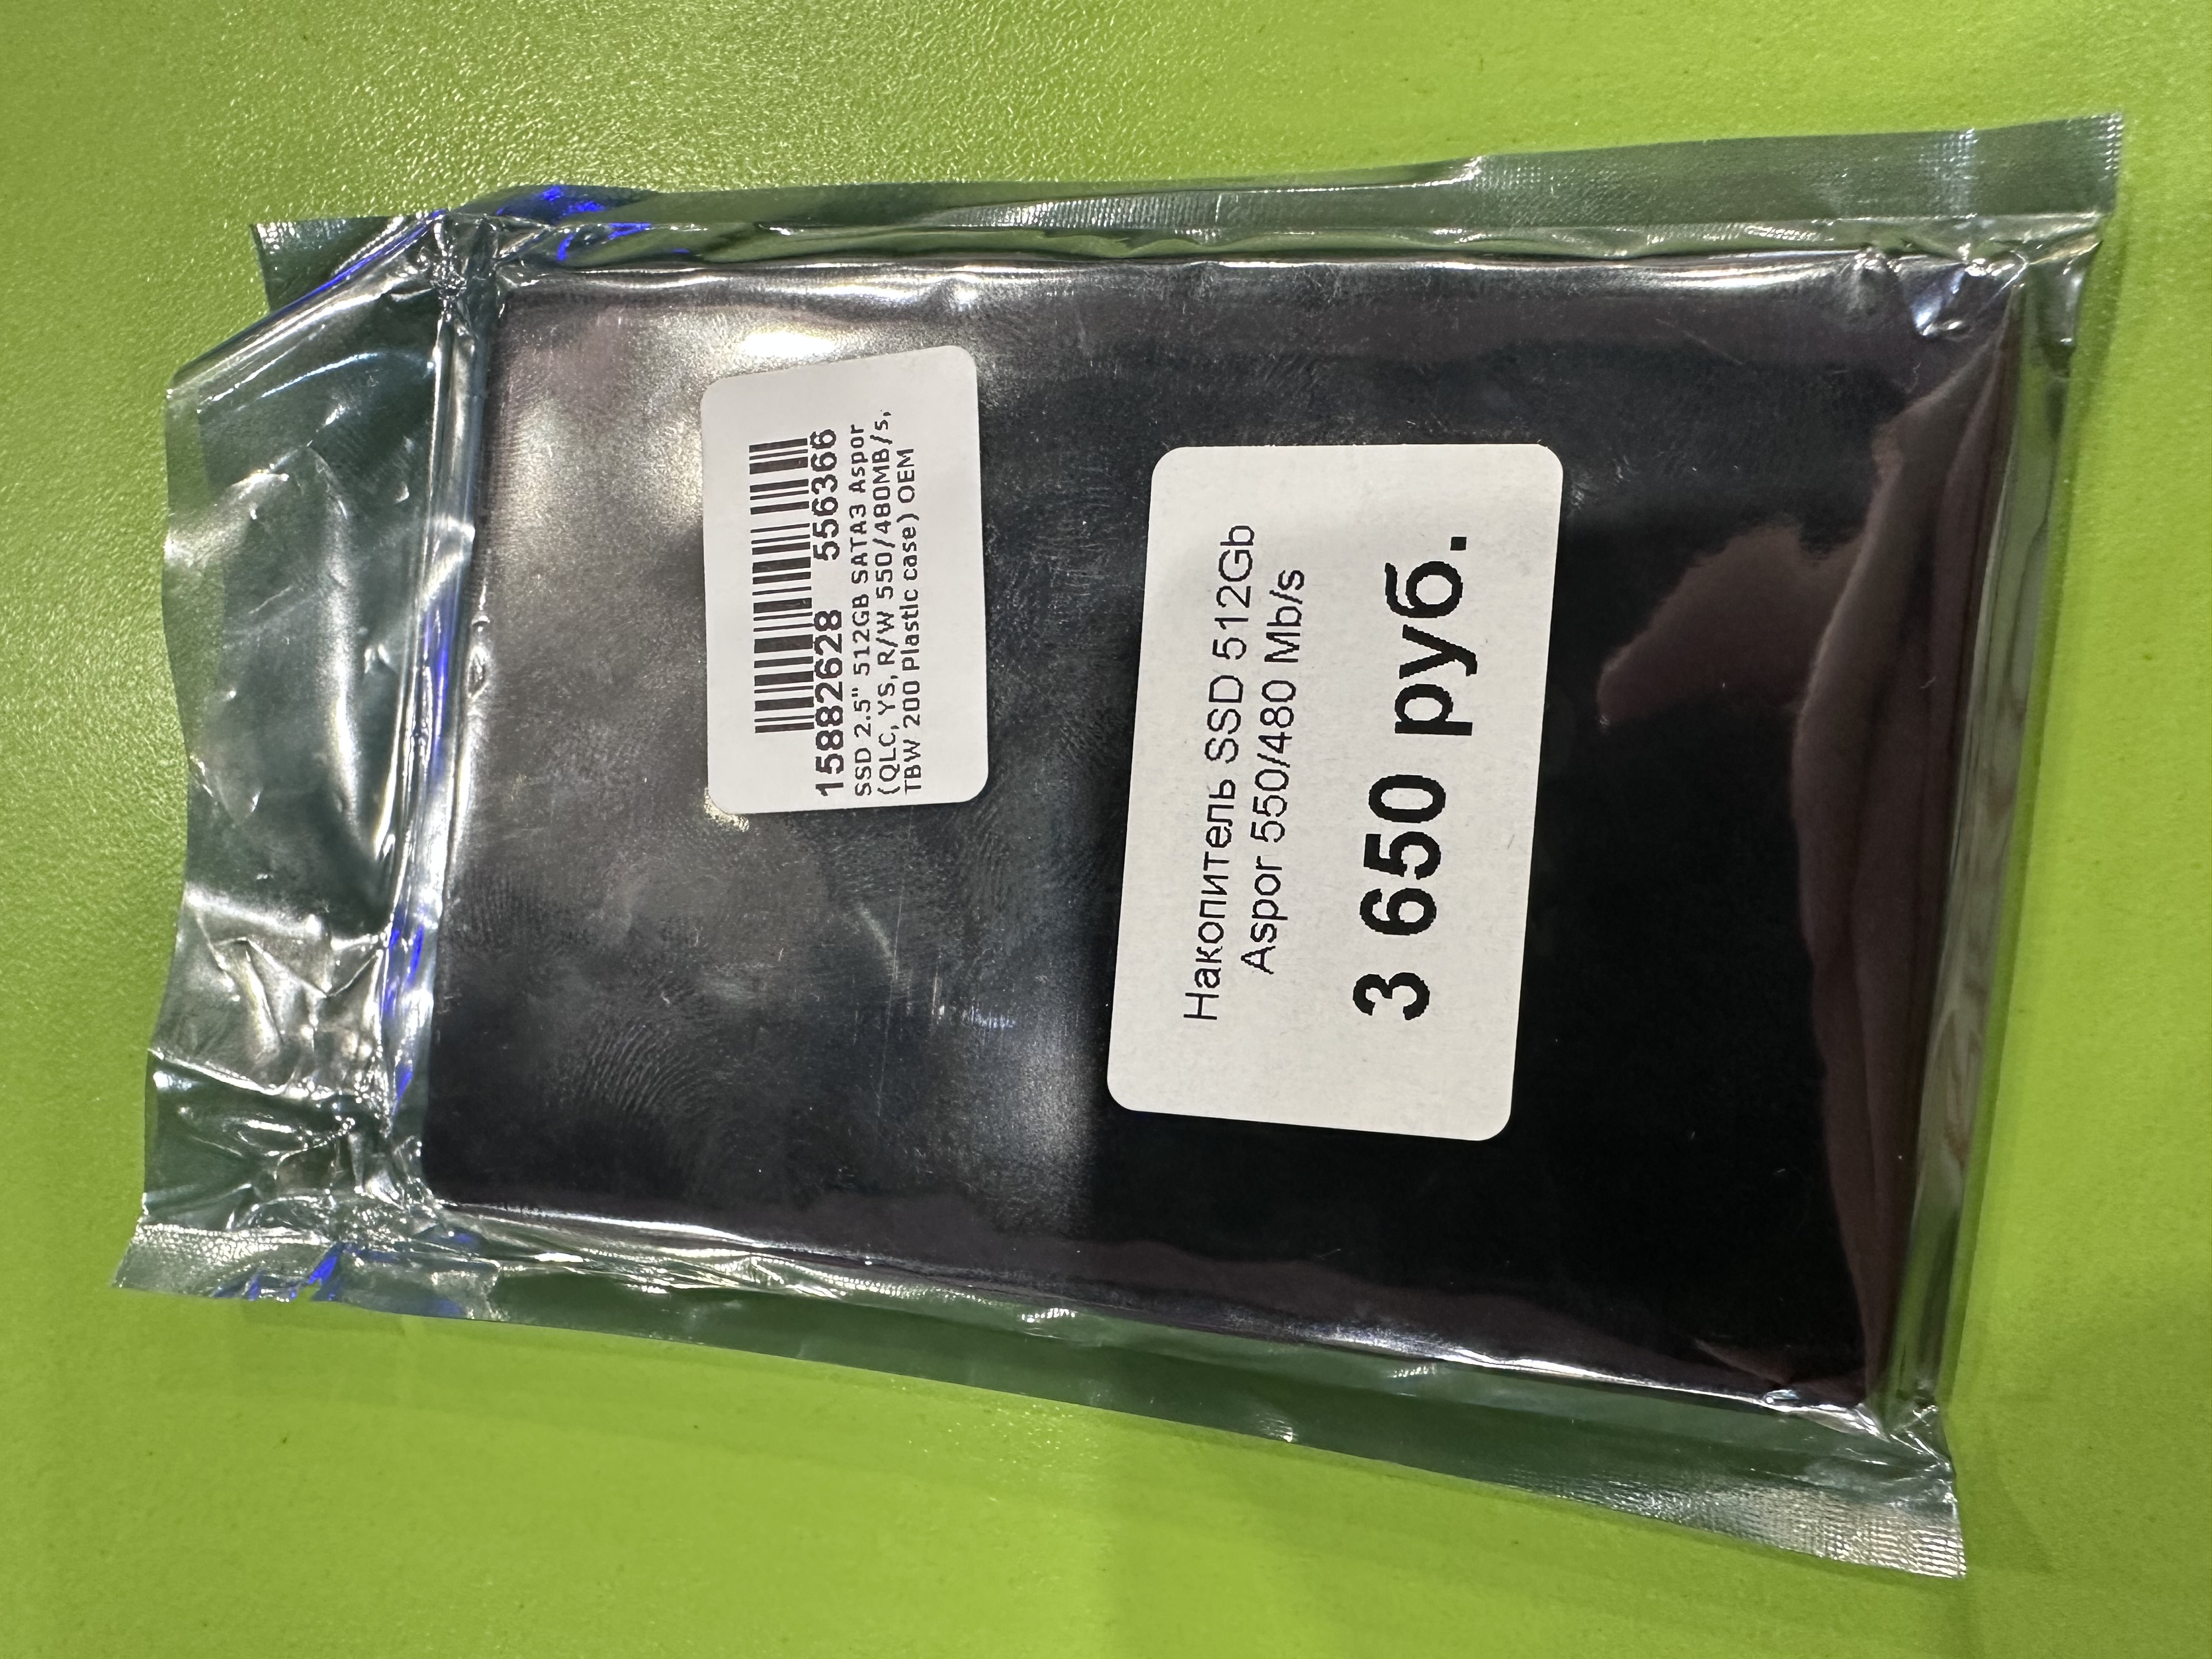 15882628 556366
SSD 2.5" 512GB SATA3 Aspor
(QLC, YS, R/W 550/480MB/s,
TBW 200 Plastic case) OEM
Накопитель SSD 512Gb
Aspor 550/480 Mb/s
3 650 руб.